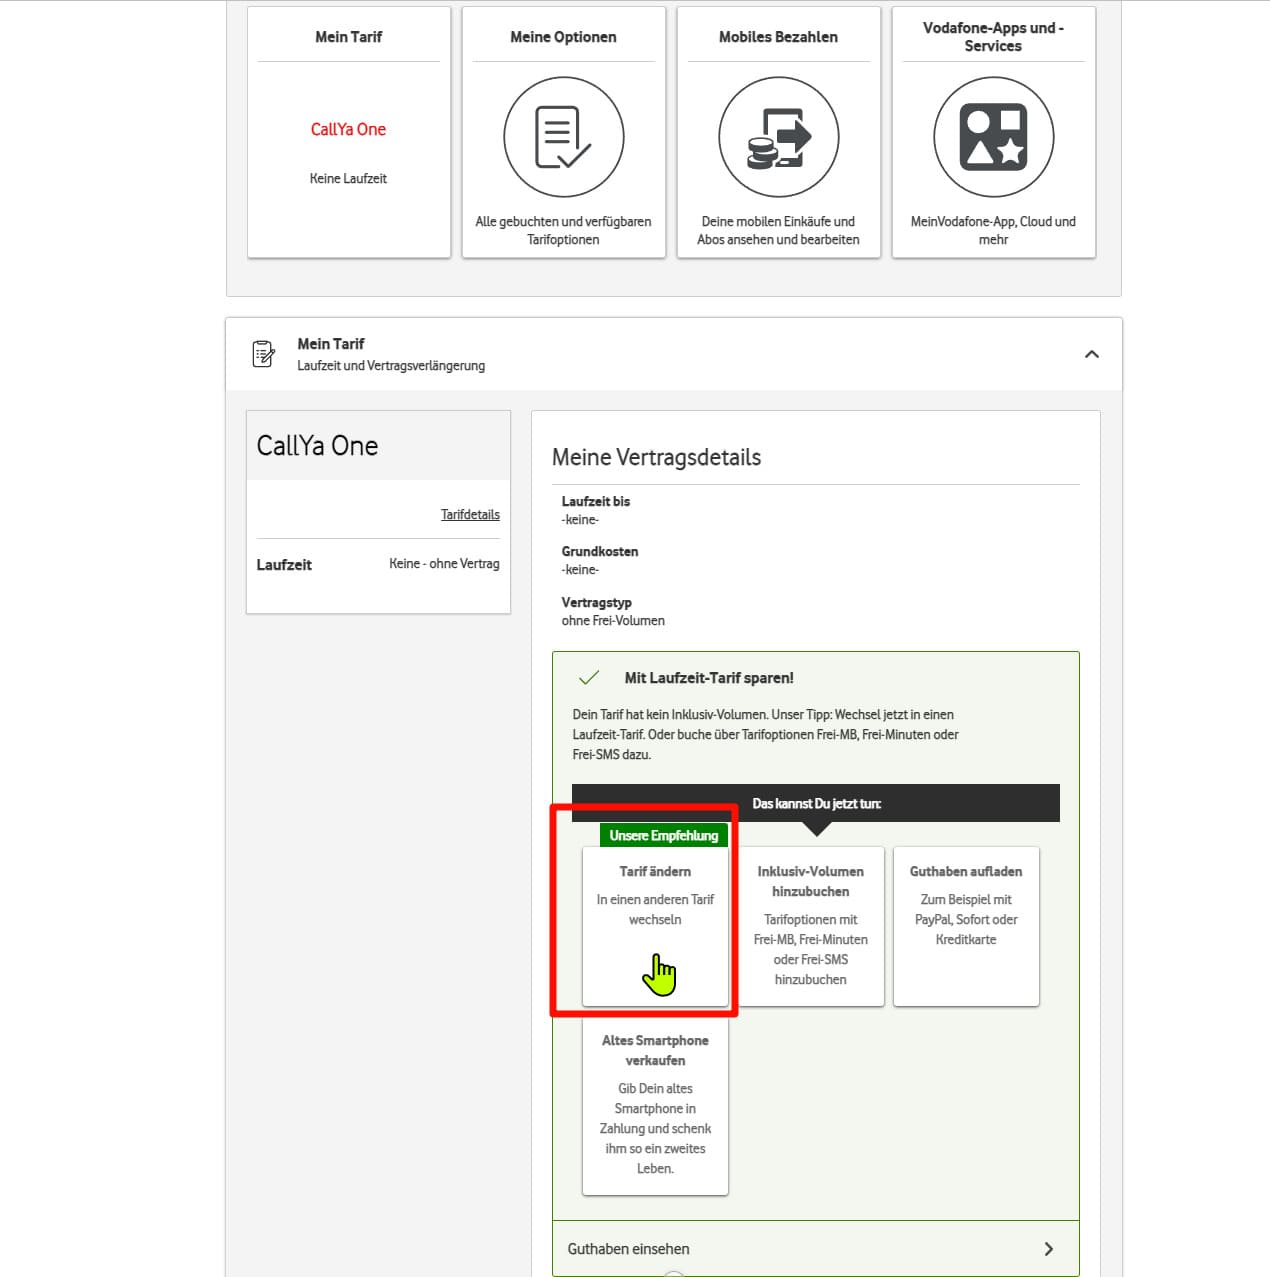 Mein Tarif
CallYa One
Keine Laufzeit
Meine Optionen
Alle gebuchten und verfügbaren
Tarifoptionen
Mobiles Bezahlen
Deine mobilen Einkäufe und
Abos ansehen und bearbeiten
Vodafone-Apps und -
Services
MeinVodafone-App, Cloud und
mehr
Mein Tarif
Laufzeit und Vertragsverlängerung
CallYa One
Tarifdetails
Laufzeit Keine - ohne Vertrag
Meine Vertragsdetails
Laufzeit bis
-keine-
Grundkosten
-keine-
Vertragstyp
ohne Frei-Volumen
Mit Laufzeit-Tarif sparen!
Dein Tarif hat kein Inklusiv-Volumen. Unser Tipp: Wechsel jetzt in einen
Laufzeit-Tarif. Oder buche über Tarifoptionen Frei-MB, Frei-Minuten oder
Frei-SMS dazu.
Das kannst Du jetzt tun:
Unsere Empfehlung
Tarif ändern
In einen anderen Tarif
wechseln
Inklusiv-Volumen
hinzubuchen
Tarifoptionen mit
Frei-MB, Frei-Minuten
oder Frei-SMS
hinzubuchen
Guthaben aufladen
Zum Beispiel mit
PayPal, Sofort oder
Kreditkarte
Altes Smartphone
verkaufen
Gib Dein altes
Smartphone in
Zahlung und schenk
ihm so ein zweites
Leben.
Guthaben einsehen